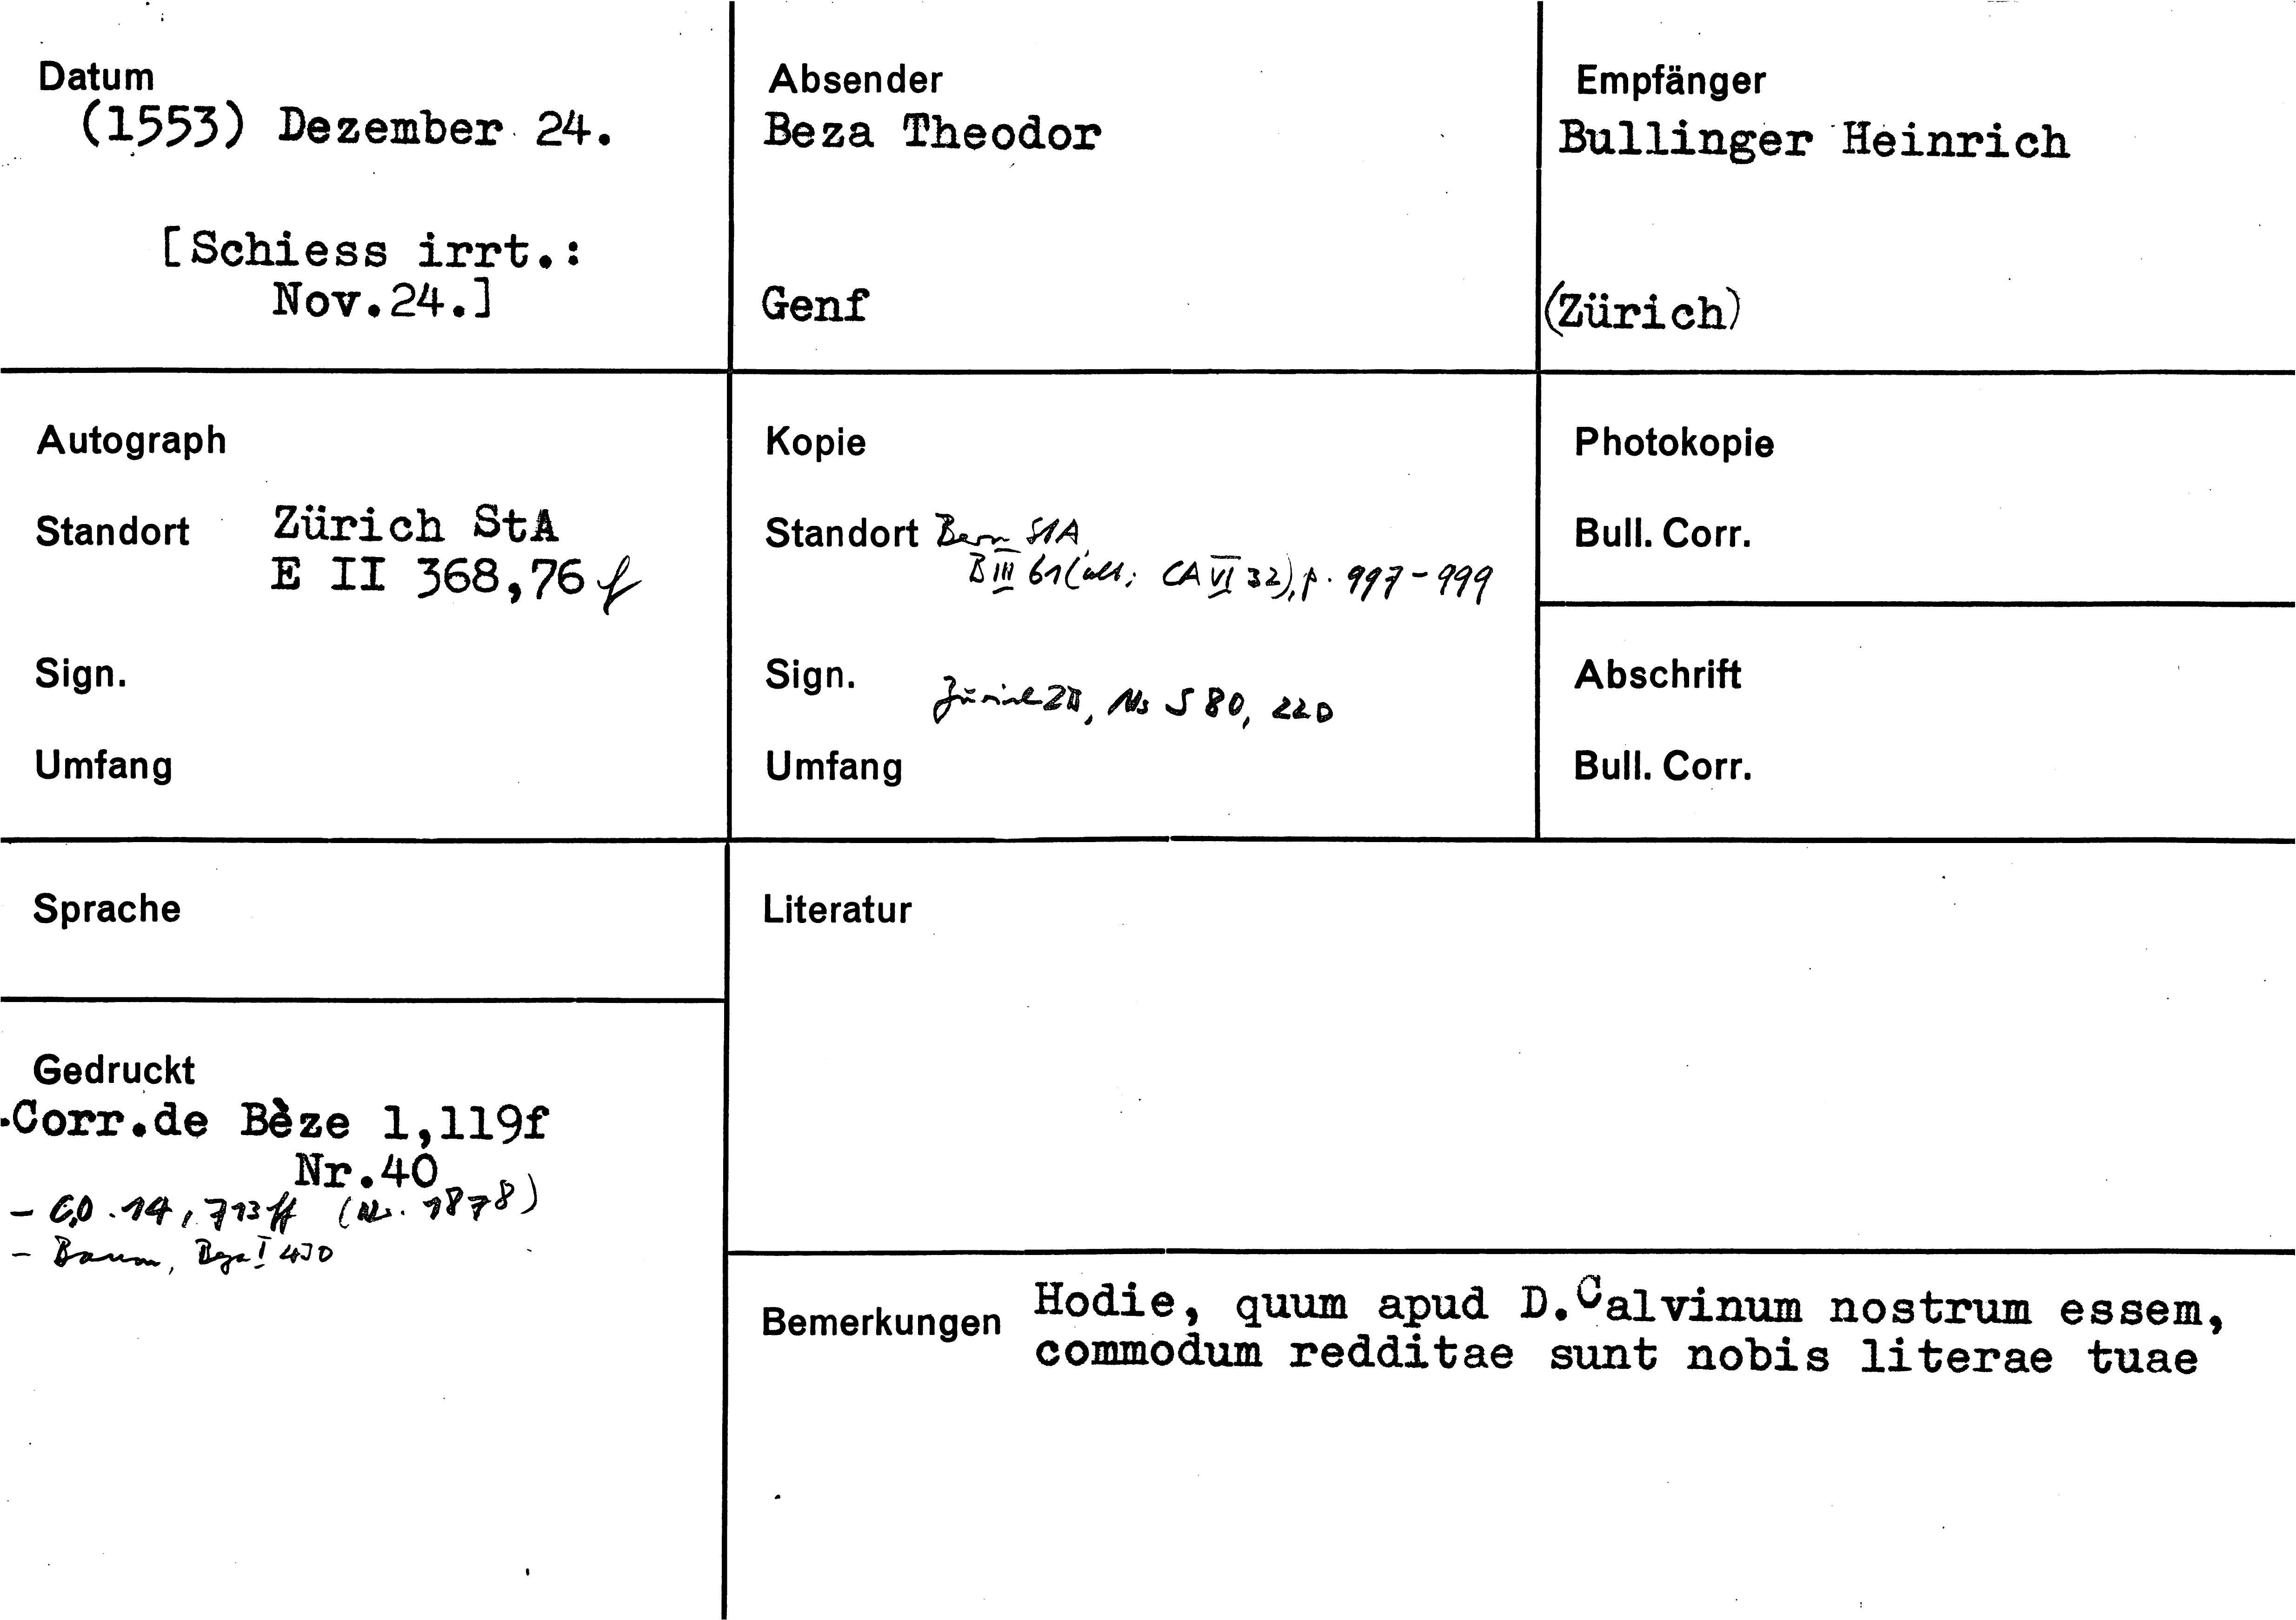 Datum
(1553) Dezember 24.
[Schiess irrt.:
Nov.24.]
Absender
Beza Theodor
Genf
Empfänger
Bullinger Heinrich
(Zürich)
Autograph
Standort Zürich StA
E II 368,76 f
Sign.
Umfang
Kopie
Standort Bern StA
B III 61 (alt: CA VI 32), p. 997-999
Sign. Zürich ZB, Ms S 80, 220
Umfang
Photokopie
Bull. Corr.
Abschrift
Bull. Corr.
Sprache
Gedruckt
Corr.de Bèze 1,119f
Nr.40
- CO. 14, 713 ff (Nr. 1878)
- Baum, Beza I 430
Literatur
Bemerkungen Hodie, quum apud D.Calvinum nostrum essem,
commodum redditae sunt nobis literae tuae